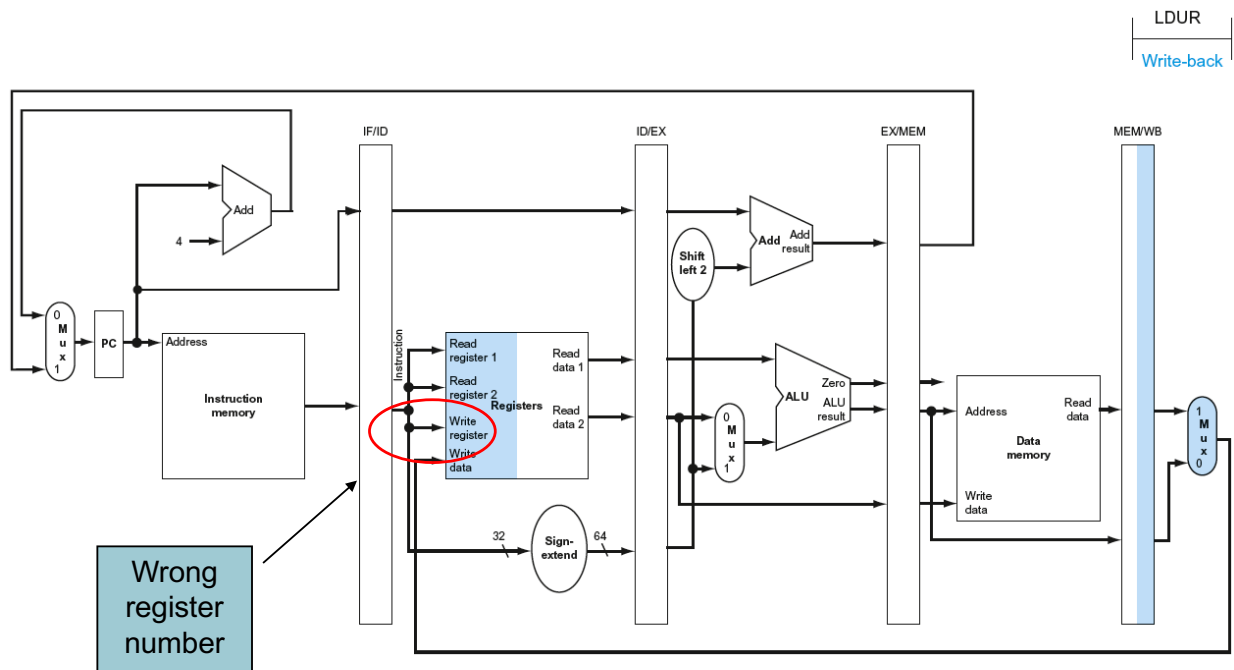 LDUR
Write-back
IF/ID
ID/EX
EX/MEM
MEM/WB
Add
4
Add
Add
result
Shift
left 2
0
M
u
x
1
PC
Address
Instruction
memory
Instruction
Read
register 1
Read
register 2
Write
register
Write
data
Registers
Read
data 1
Read
data 2
0
M
u
x
1
Zero
ALU
ALU
result
Address
Read
data
Data
memory
Write
data
1
M
u
x
0
32
Sign-
extend
64
Wrong
register
number